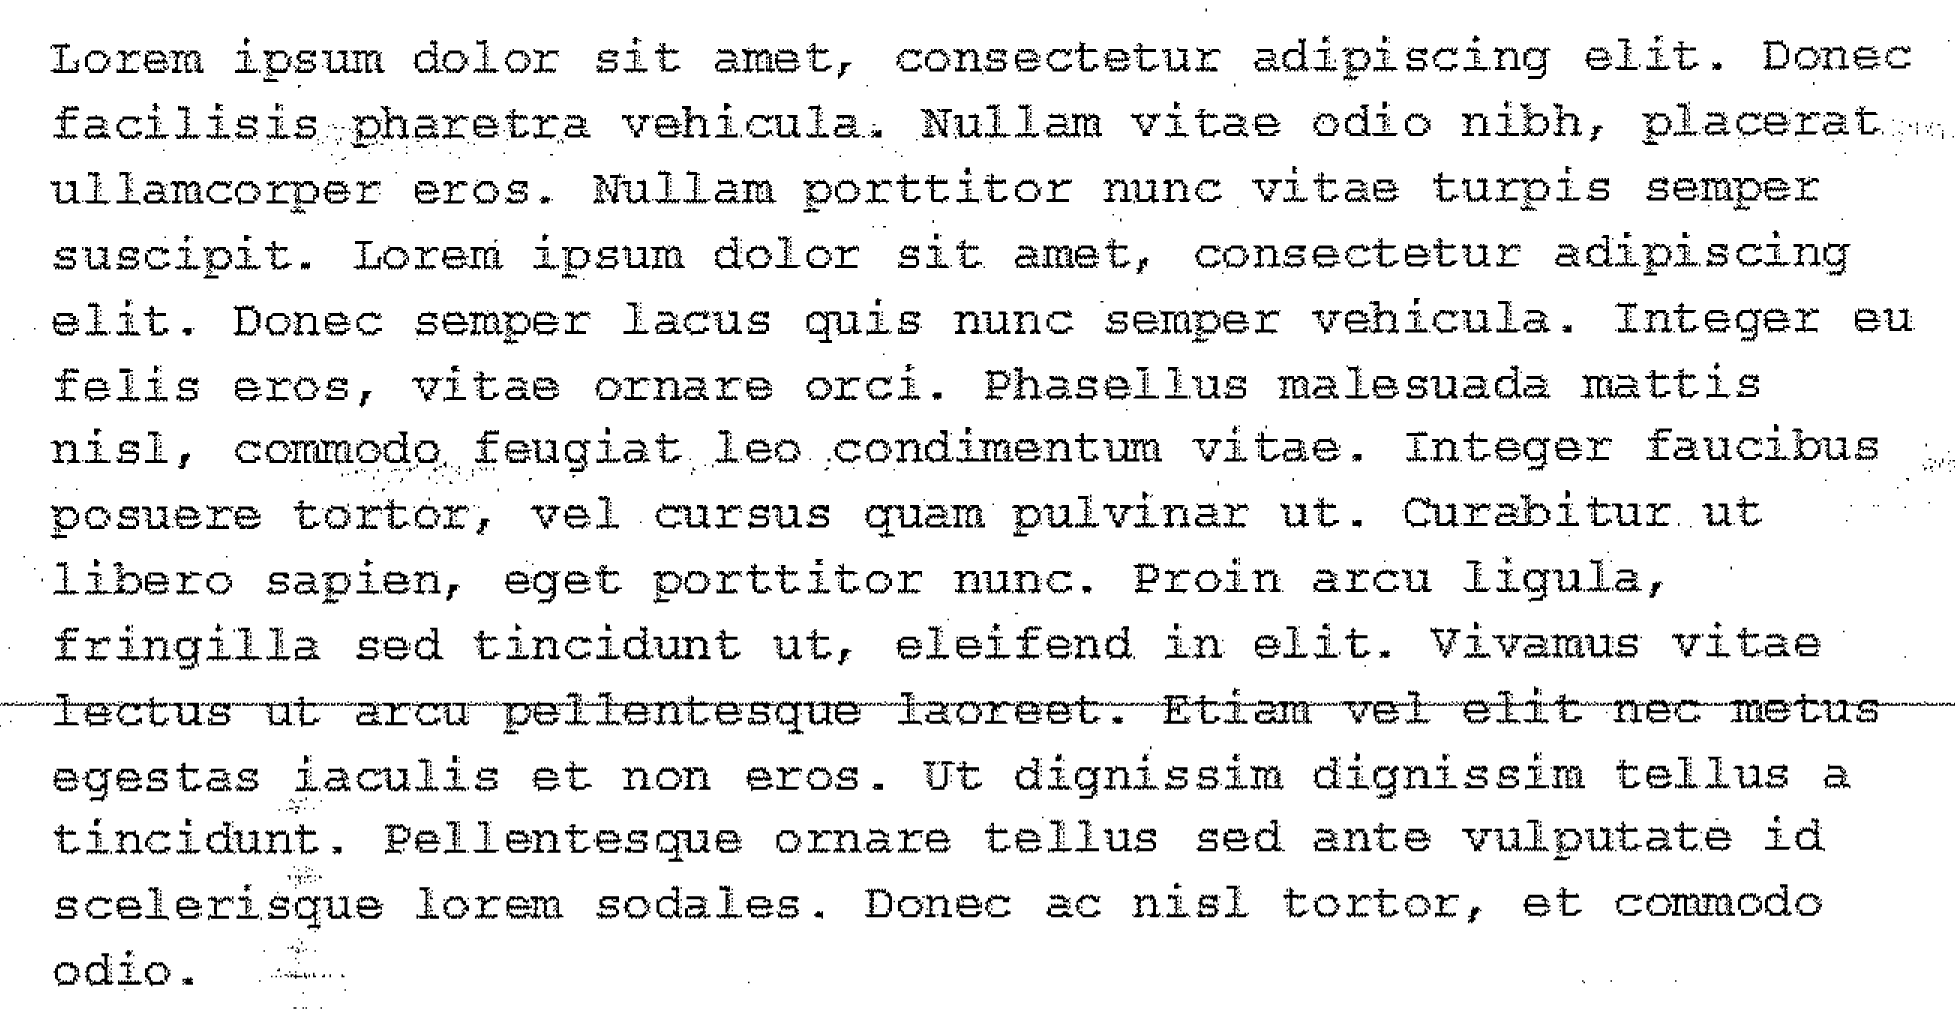 Lorem ipsum dolor sit amet, consectetur adipiscing elit. Donec
facilisis pharetra vehicula. Nullam vitae odio nibh, placerat
ullamcorper eros. Nullam porttitor nunc vitae turpis semper
suscipit. Lorem ipsum dolor sit amet, consectetur adipiscing
elit. Donec semper lacus quis nunc semper vehicula. Integer eu
felis eros, vitae ornare orci. Phasellus malesuada mattis
nisl, commodo feugiat leo condimentum vitae. Integer faucibus
posuere tortor, vel cursus quam pulvinar ut. Curabitur ut
libero sapien, eget porttitor nunc. Proin arcu ligula,
fringilla sed tincidunt ut, eleifend in elit. Vivamus vitae
lectus ut arcu pellentesque laoreet. Etiam vel elit nec metus
egestas iaculis et non eros. Ut dignissim dignissim tellus a
tincidunt. Pellentesque ornare tellus sed ante vulputate id
scelerisque lorem sodales. Donec ac nisl tortor, et commodo
odio.